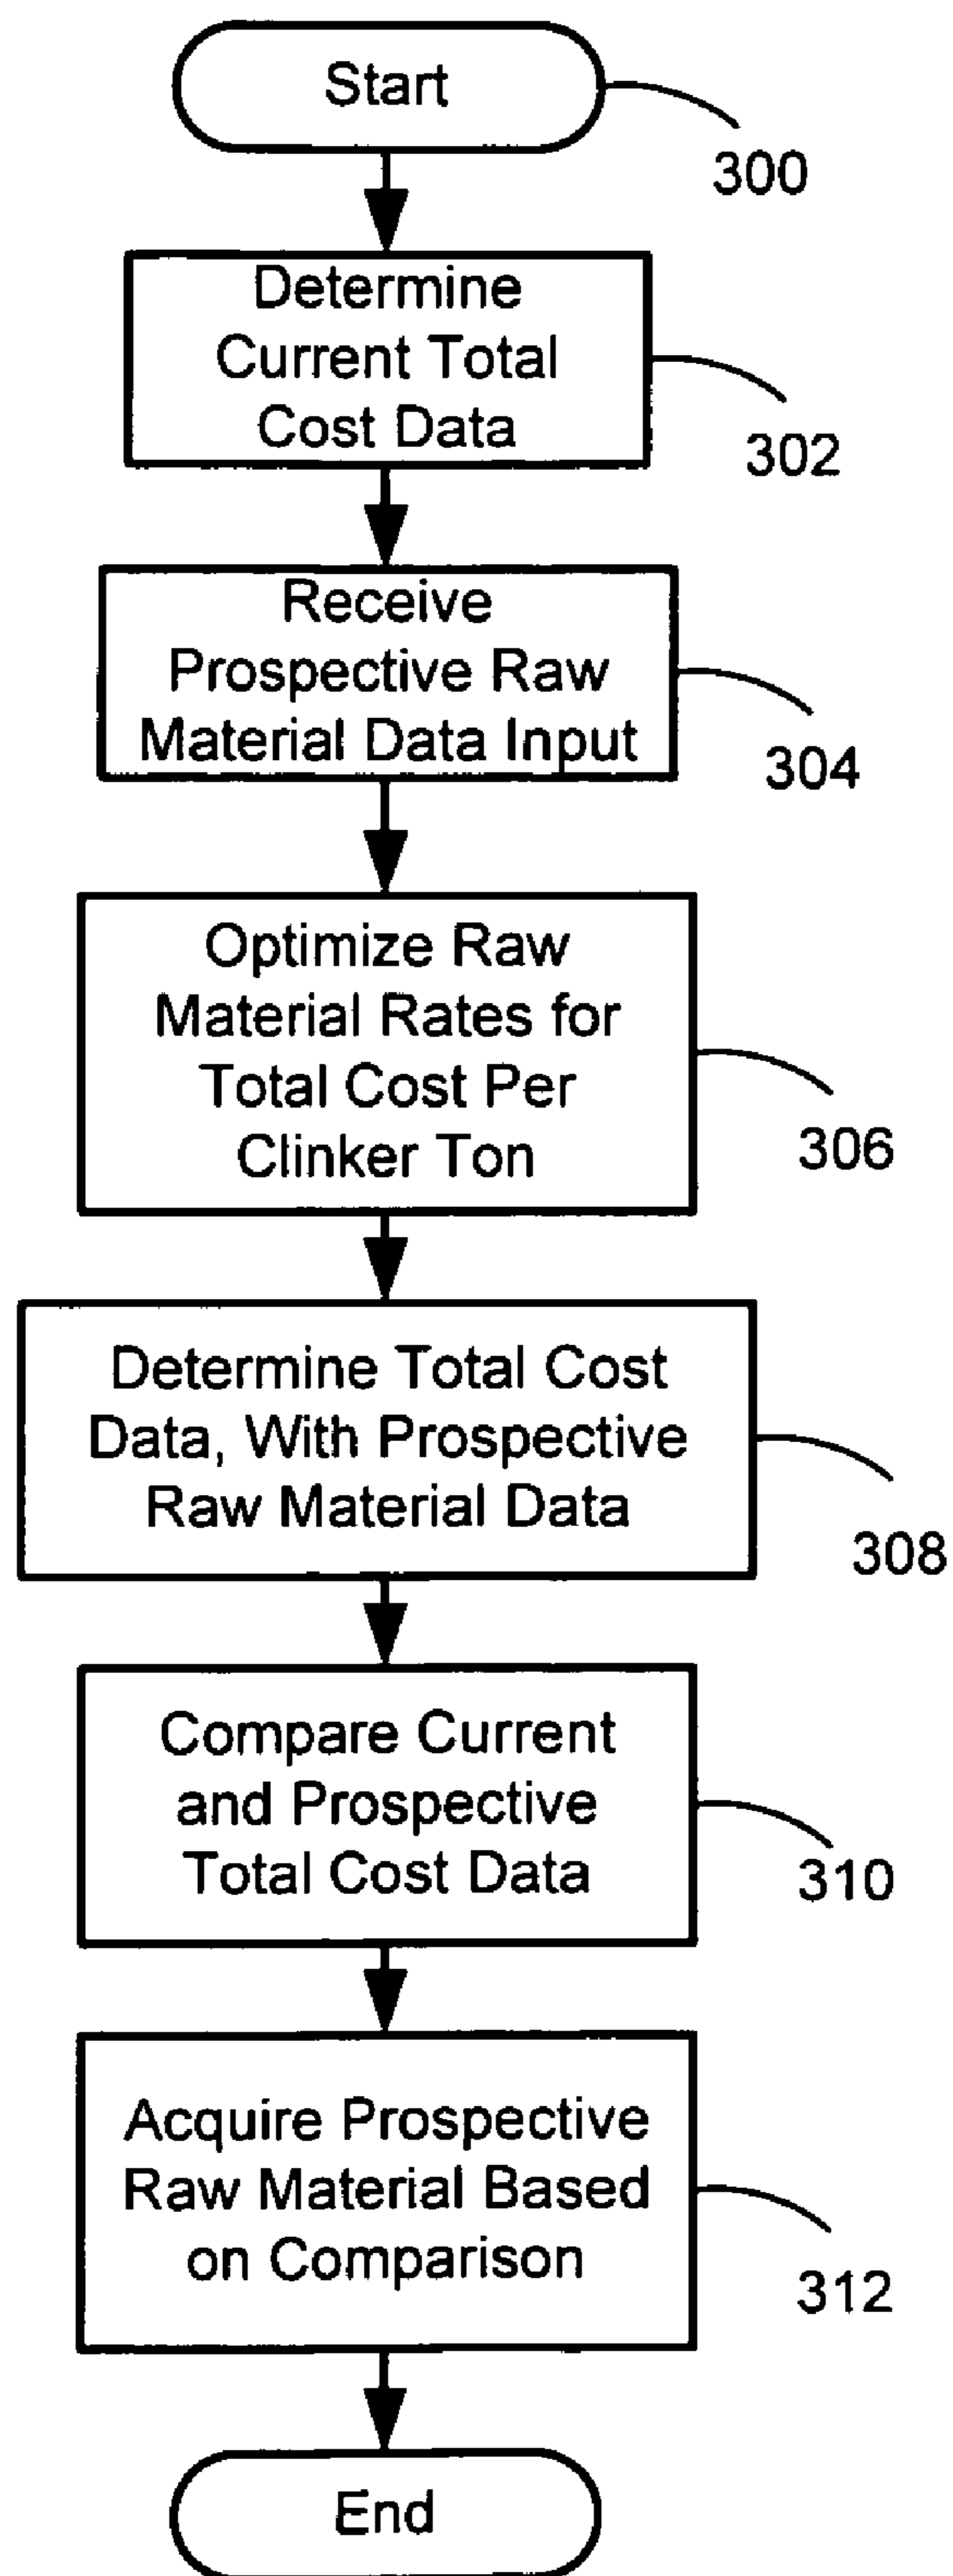 Start
300
Determine
Current Total
Cost Data
302
Receive
Prospective Raw
Material Data Input
304
Optimize Raw
Material Rates for
Total Cost Per
Clinker Ton
306
Determine Total Cost
Data, With Prospective
Raw Material Data
308
Compare Current
and Prospective
Total Cost Data
310
Acquire Prospective
Raw Material Based
on Comparison
312
End